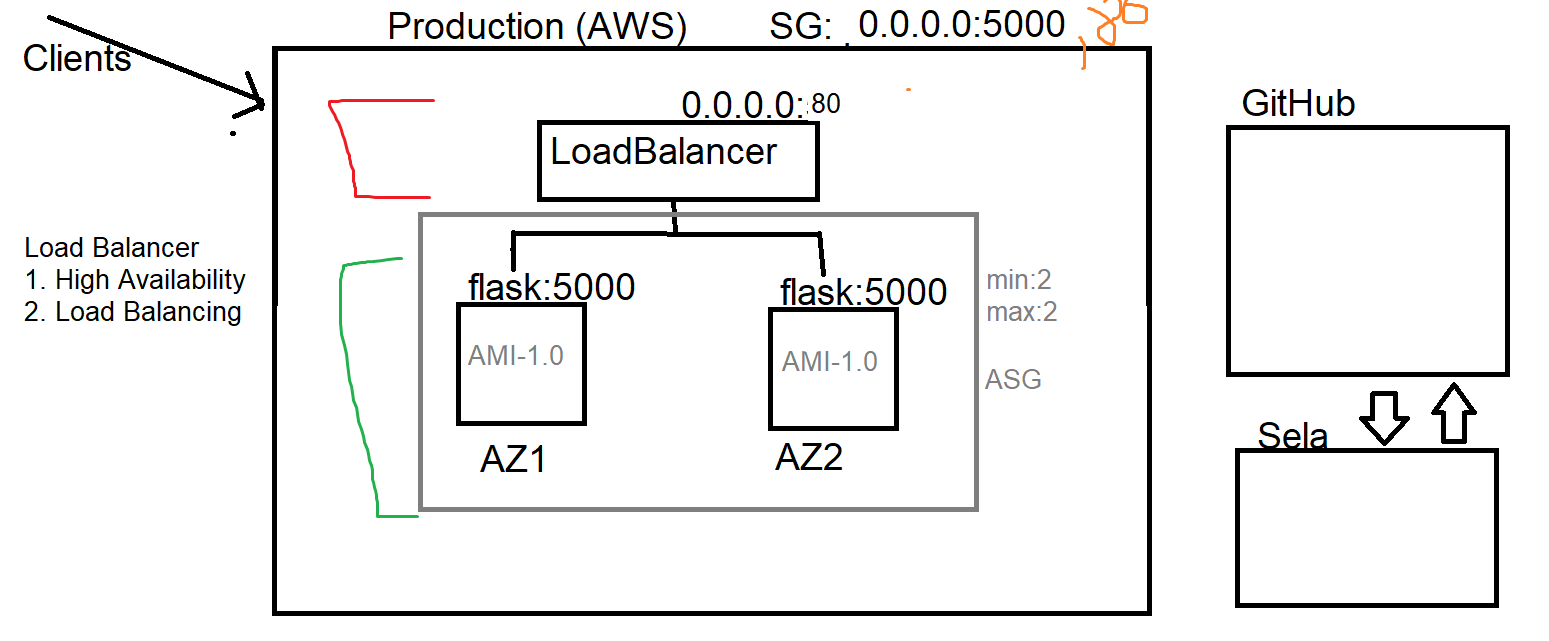 Production (AWS)
SG: 0.0.0.0:5000
Clients
0.0.0.0:80
LoadBalancer
GitHub
Load Balancer
1. High Availability
2. Load Balancing
flask:5000
flask:5000
min:2
max:2
AMI-1.0
AMI-1.0
ASG
AZ1
AZ2
Sela